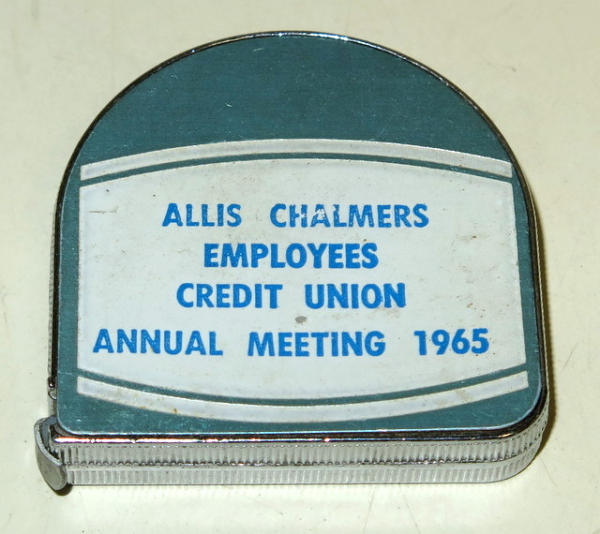 ALLIS CHALMERS
EMPLOYEES
CREDIT UNION
ANNUAL MEETING 1965